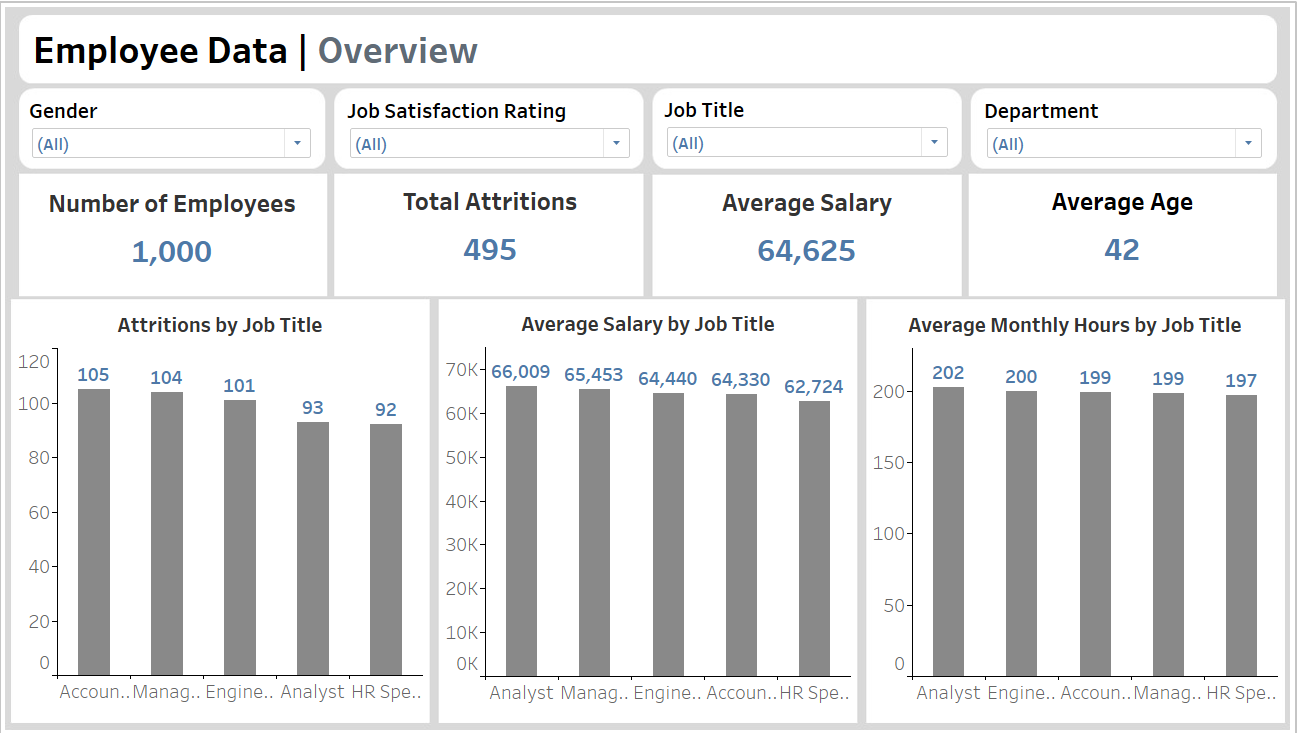 Employee Data | Overview
Gender
Job Satisfaction Rating
Job Title
Department
(All)
(All)
(All)
(All)
Number of Employees
Total Attritions
Average Salary
Average Age
1,000
495
64,625
42
Attritions by Job Title
120
100
80
60
40
20
0
105
104
101
93
92
Accoun..
Manag..
Engine..
Analyst
HR Spe..
Average Salary by Job Title
70K
60K
50K
40K
30K
20K
10K
0K
66,009
65,453
64,440
64,330
62,724
Analyst
Manag..
Engine..
Accoun..
HR Spe..
Average Monthly Hours by Job Title
200
150
100
50
0
202
200
199
199
197
Analyst
Engine..
Accoun..
Manag..
HR Spe..